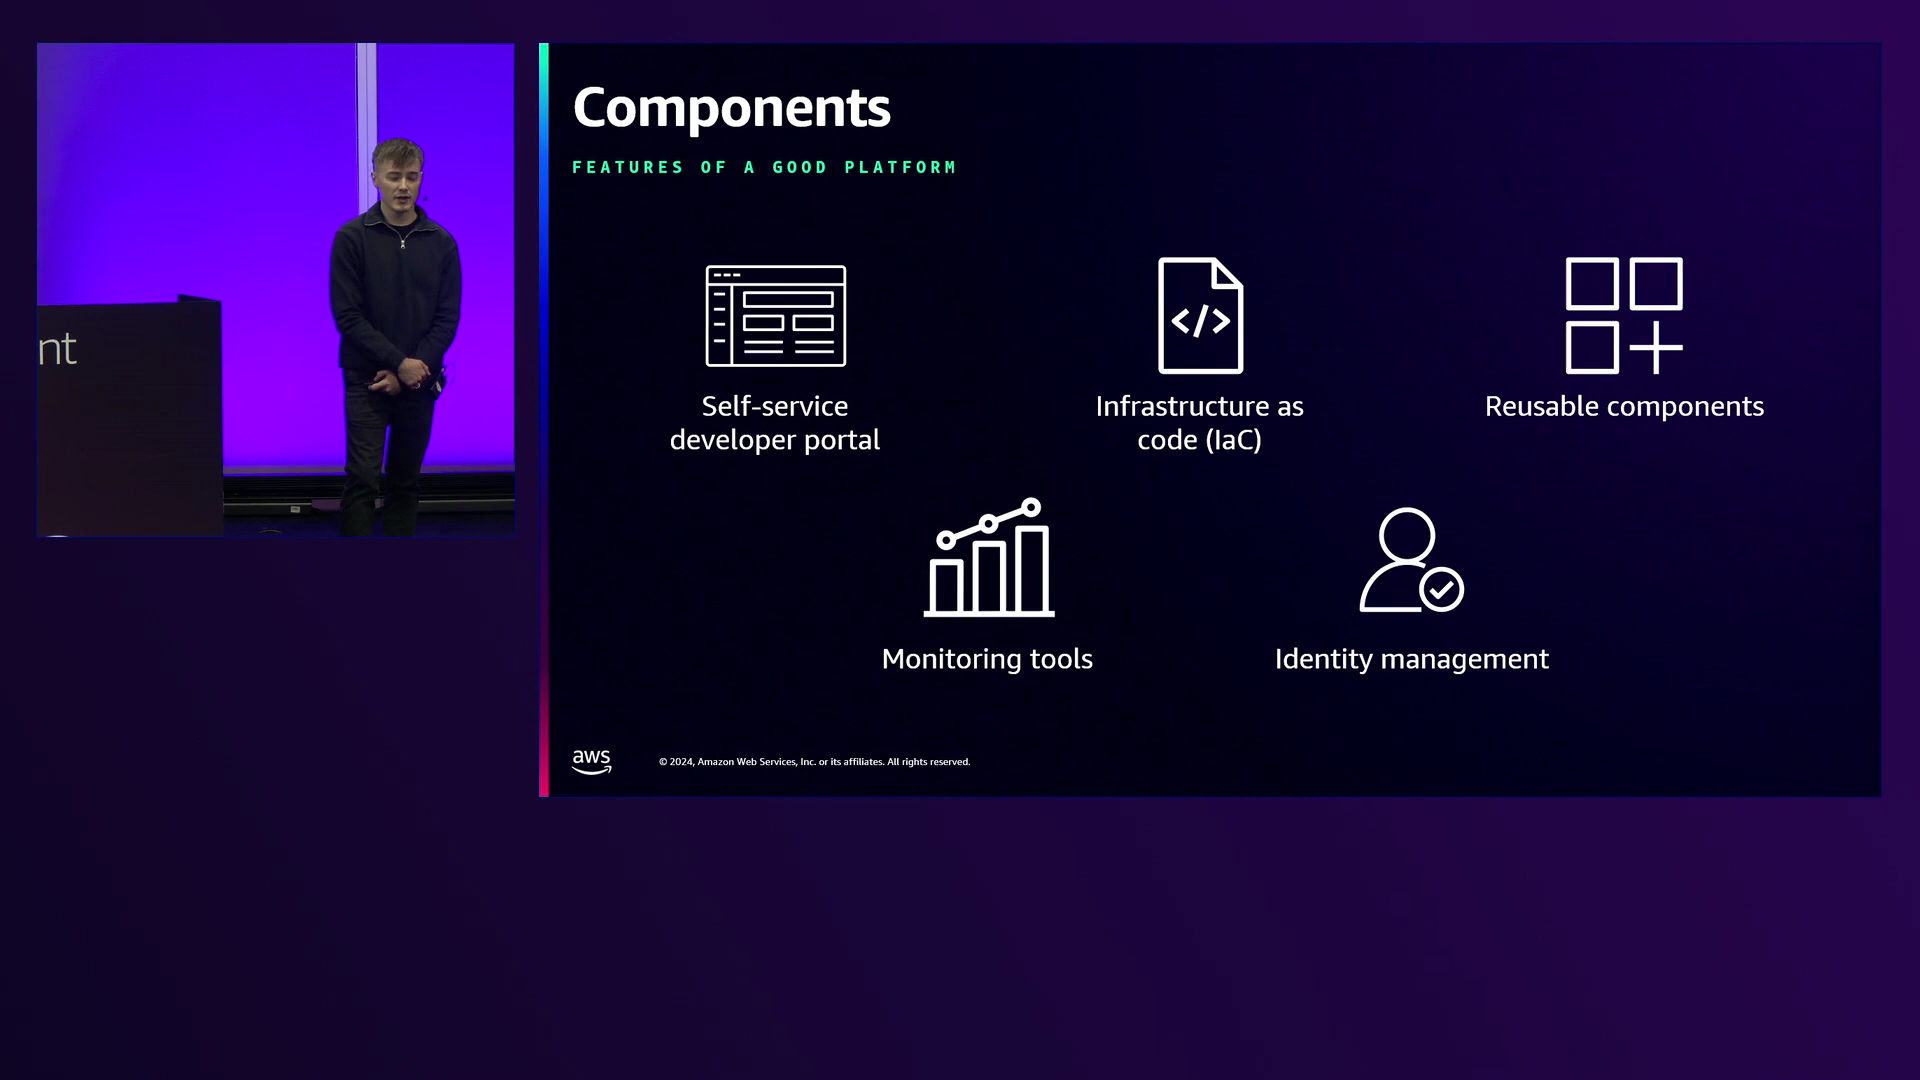 nt
Components
FEATURES OF A GOOD PLATFORM
Self-service
developer portal
Infrastructure as
code (IaC)
Reusable components
Monitoring tools
Identity management
aws
© 2024, Amazon Web Services, Inc. or its affiliates. All rights reserved.